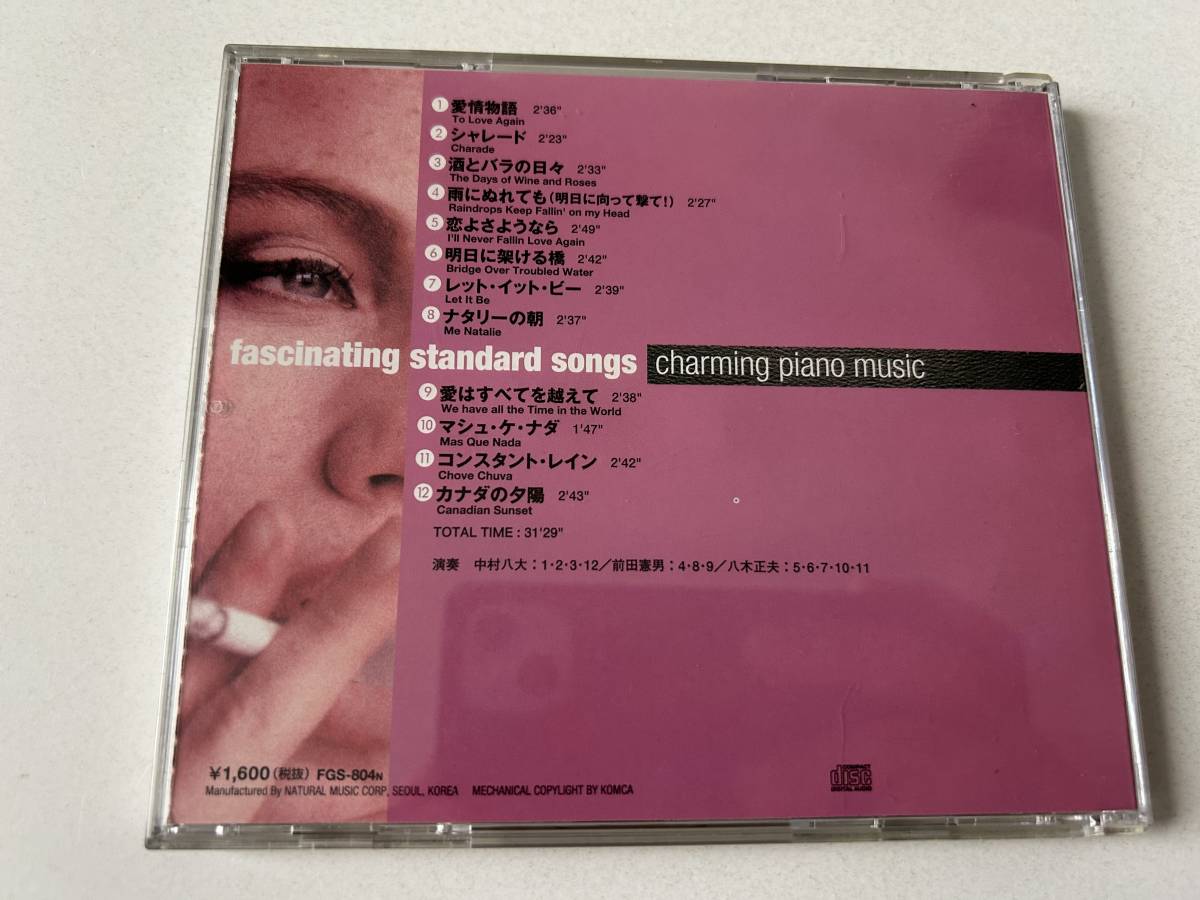 1 愛情物語 2'36"
To Love Again
2 シャレード 2'23"
Charade
3 酒とバラの日々 2'33"
The Days of Wine and Roses
4 雨にぬれても(明日に向って撃て!) 2'27"
Raindrops Keep Fallin' on my Head
5 恋よさようなら 2'49"
I'll Never Fallin Love Again
6 明日に架ける橋 2'42"
Bridge Over Troubled Water
7 レット・イット・ビー 2'39"
Let It Be
8 ナタリーの朝 2'37"
Me Natalie
fascinating standard songs charming piano music
9 愛はすべてを越えて 2'38"
We have all the Time in the World
10 マシュ・ケ・ナダ 1'47"
Mas Que Nada
11 コンスタント・レイン 2'42"
Chove Chuva
12 カナダの夕陽 2'43"
Canadian Sunset
TOTAL TIME : 31'29"
演奏 中村八大:1・2・3・12/前田憲男:4・8・9/八木正夫:5・6・7・10・11
¥1,600(税抜) FGS-804N
Manufactured By NATURAL MUSIC CORP, SEOUL, KOREA MECHANICAL COPYLIGHT BY KOMCA
COMPACT
disc
DIGITAL AUDIO